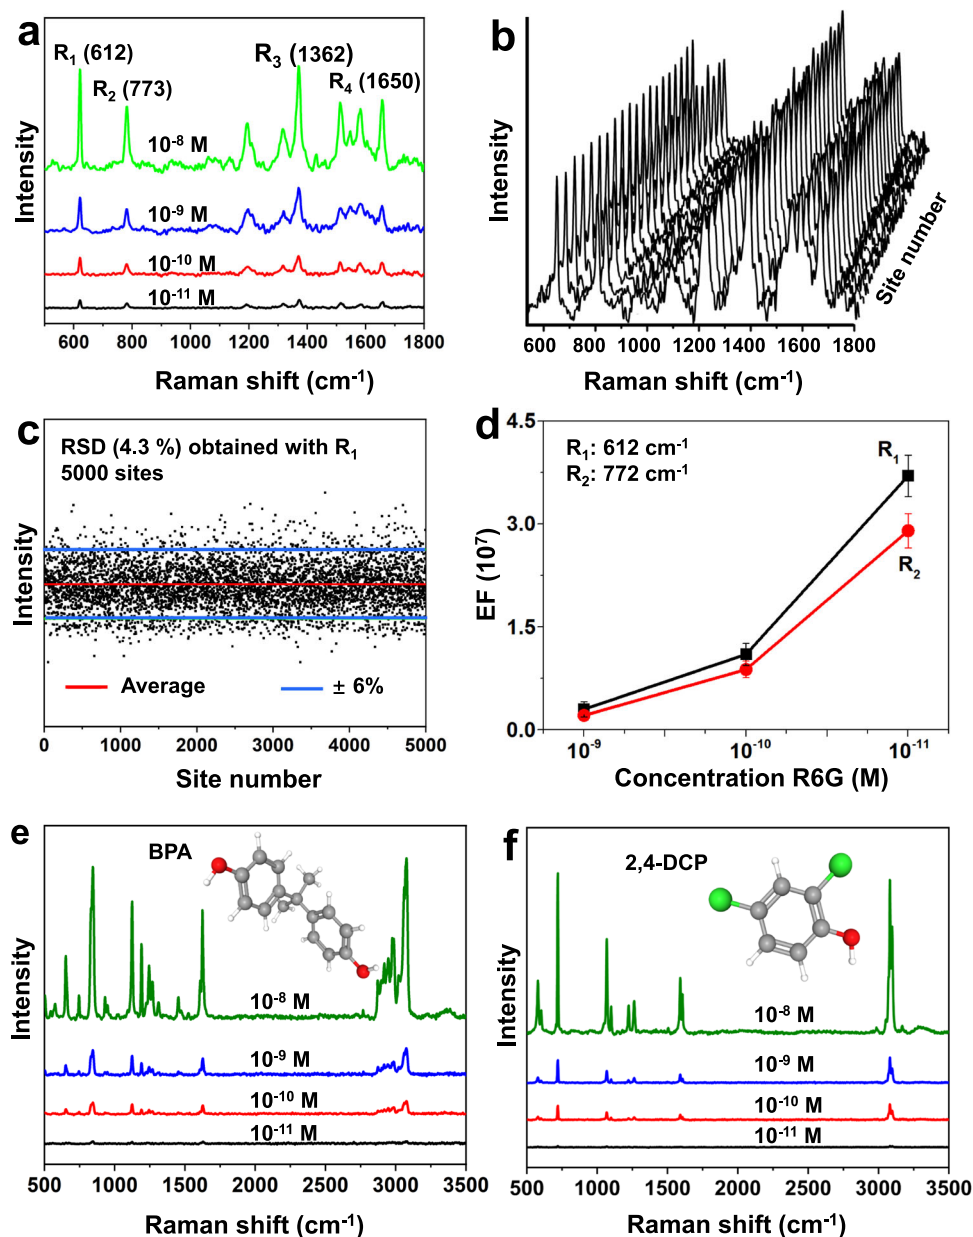 a
R₁ (612)
R₂ (773)
R₃ (1362)
R₄ (1650)
10⁻⁸ M
10⁻⁹ M
10⁻¹⁰ M
10⁻¹¹ M
Intensity
600 800 1000 1200 1400 1600 1800
Raman shift (cm⁻¹)
b
Intensity
Site number
600 800 1000 1200 1400 1600 1800
Raman shift (cm⁻¹)
c
RSD (4.3 %) obtained with R₁
5000 sites
Intensity
Average
± 6%
0 1000 2000 3000 4000 5000
Site number
d
R₁: 612 cm⁻¹
R₂: 772 cm⁻¹
R₁
R₂
EF (10⁷)
4.5
3.0
1.5
0.0
10⁻⁹ 10⁻¹⁰ 10⁻¹¹
Concentration R6G (M)
e
BPA
10⁻⁸ M
10⁻⁹ M
10⁻¹⁰ M
10⁻¹¹ M
Intensity
500 1000 1500 2000 2500 3000 3500
Raman shift (cm⁻¹)
f
2,4-DCP
10⁻⁸ M
10⁻⁹ M
10⁻¹⁰ M
10⁻¹¹ M
Intensity
500 1000 1500 2000 2500 3000 3500
Raman shift (cm⁻¹)